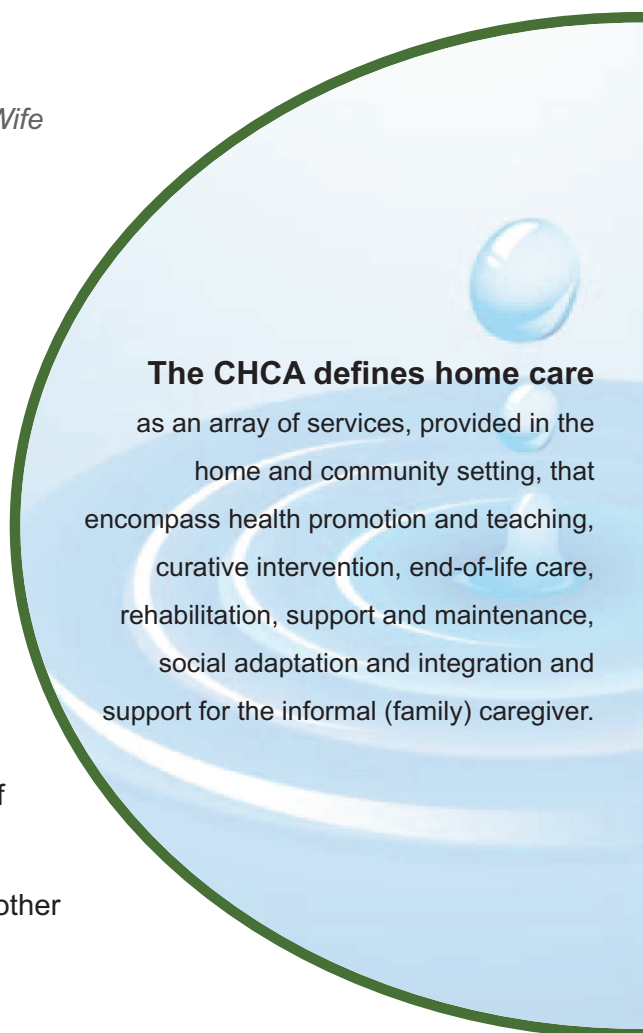 Wife
The CHCA defines home care
as an array of services, provided in the
home and community setting, that
encompass health promotion and teaching,
curative intervention, end-of-life care,
rehabilitation, support and maintenance,
social adaptation and integration and
support for the informal (family) caregiver.
other